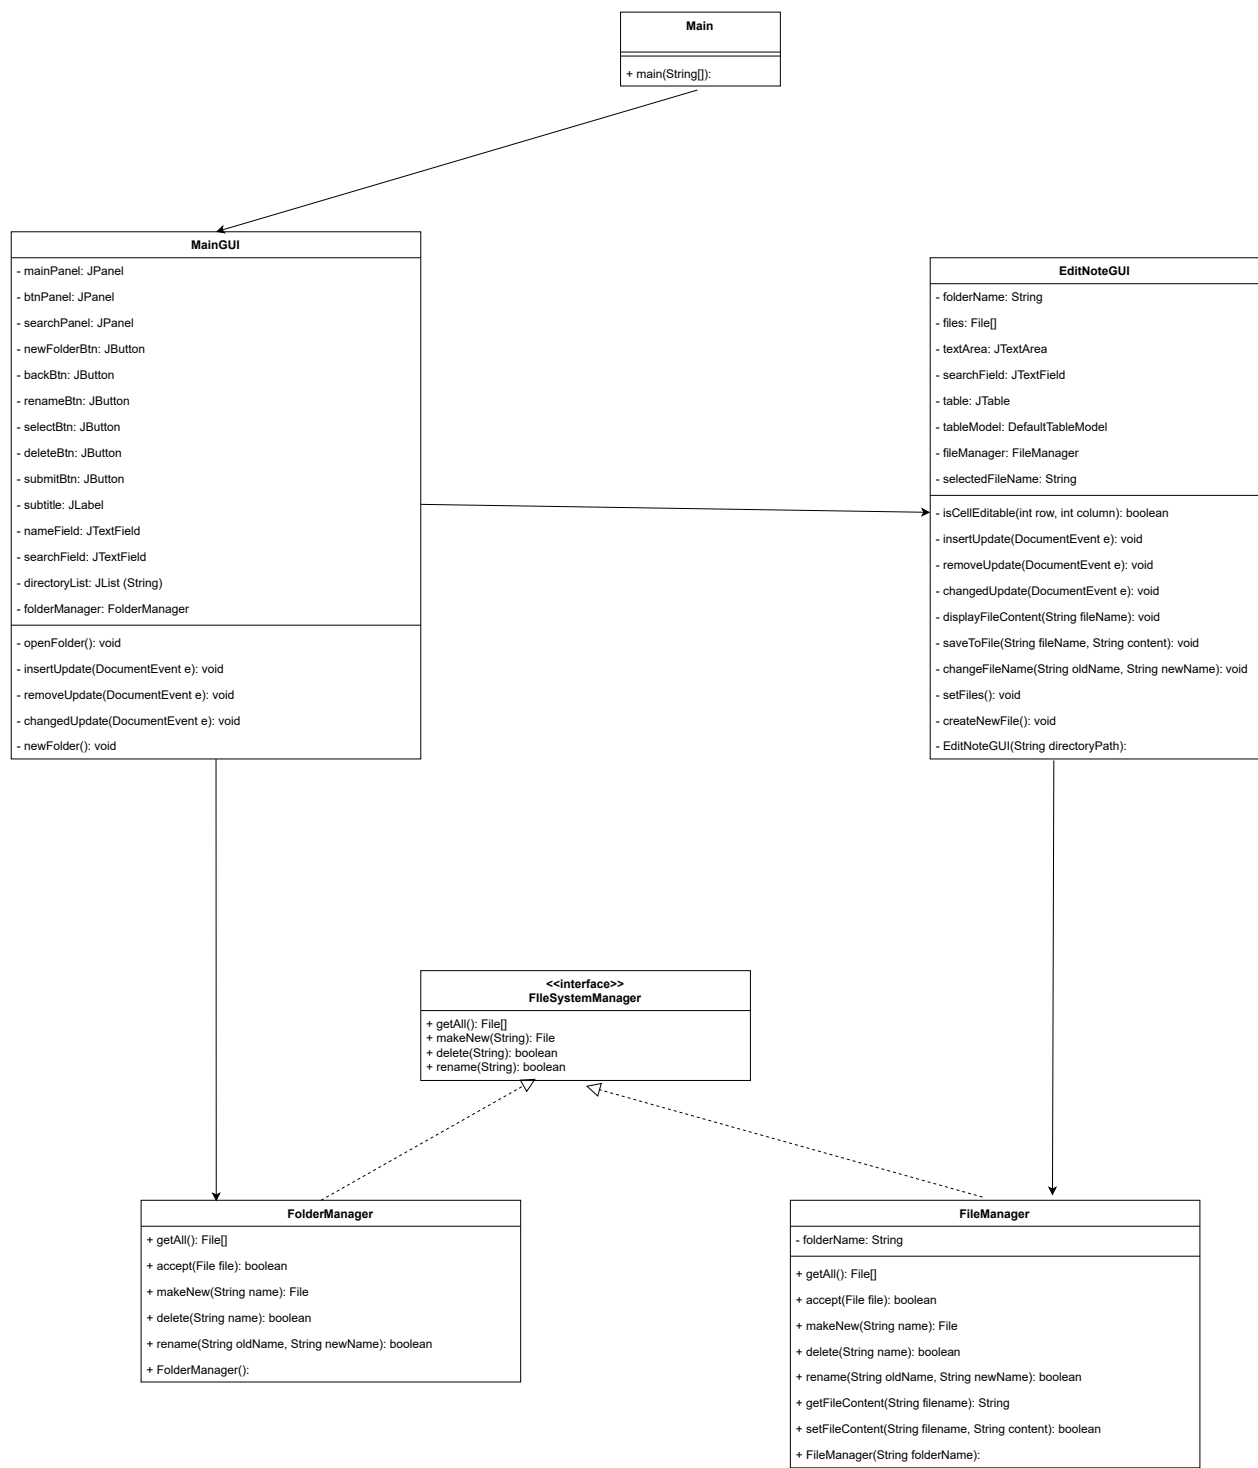 Main
+ main(String[]):
MainGUI
- mainPanel: JPanel
- btnPanel: JPanel
- searchPanel: JPanel
- newFolderBtn: JButton
- backBtn: JButton
- renameBtn: JButton
- selectBtn: JButton
- deleteBtn: JButton
- submitBtn: JButton
- subtitle: JLabel
- nameField: JTextField
- searchField: JTextField
- directoryList: JList (String)
- folderManager: FolderManager
- openFolder(): void
- insertUpdate(DocumentEvent e): void
- removeUpdate(DocumentEvent e): void
- changedUpdate(DocumentEvent e): void
- newFolder(): void
EditNoteGUI
- folderName: String
- files: File[]
- textArea: JTextArea
- searchField: JTextField
- table: JTable
- tableModel: DefaultTableModel
- fileManager: FileManager
- selectedFileName: String
- isCellEditable(int row, int column): boolean
- insertUpdate(DocumentEvent e): void
- removeUpdate(DocumentEvent e): void
- changedUpdate(DocumentEvent e): void
- displayFileContent(String fileName): void
- saveToFile(String fileName, String content): void
- changeFileName(String oldName, String newName): void
- setFiles(): void
- createNewFile(): void
- EditNoteGUI(String directoryPath):
<<interface>>
FIleSystemManager
+ getAll(): File[]
+ makeNew(String): File
+ delete(String): boolean
+ rename(String): boolean
FolderManager
+ getAll(): File[]
+ accept(File file): boolean
+ makeNew(String name): File
+ delete(String name): boolean
+ rename(String oldName, String newName): boolean
+ FolderManager():
FileManager
- folderName: String
+ getAll(): File[]
+ accept(File file): boolean
+ makeNew(String name): File
+ delete(String name): boolean
+ rename(String oldName, String newName): boolean
+ getFileContent(String filename): String
+ setFileContent(String filename, String content): boolean
+ FileManager(String folderName):